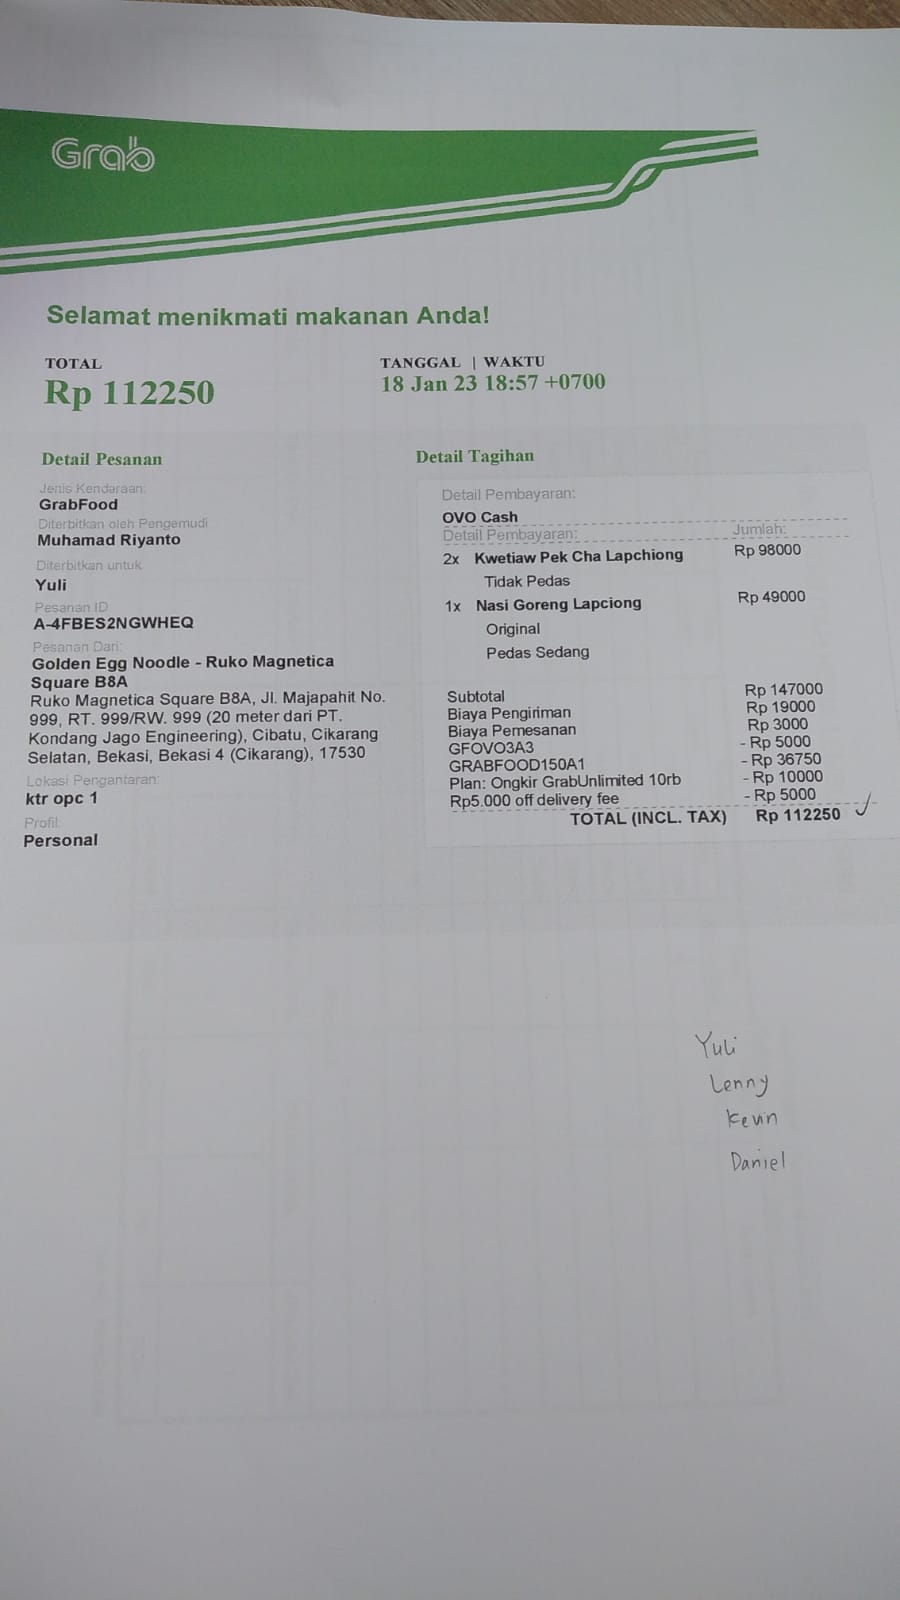 Grab
Selamat menikmati makanan Anda!
TOTAL
Rp 112250
TANGGAL | WAKTU
18 Jan 23 18:57 +0700
Detail Pesanan
Jenis Kendaraan:
GrabFood
Diterbitkan oleh Pengemudi
Muhamad Riyanto
Diterbitkan untuk
Yuli
Pesanan ID
A-4FBES2NGWHEQ
Pesanan Dari:
Golden Egg Noodle - Ruko Magnetica
Square B8A
Ruko Magnetica Square B8A, Jl. Majapahit No.
999, RT. 999/RW. 999 (20 meter dari PT.
Kondang Jago Engineering), Cibatu, Cikarang
Selatan, Bekasi, Bekasi 4 (Cikarang), 17530
Lokasi Pengantaran:
ktr opc 1
Profil:
Personal
Detail Tagihan
Detail Pembayaran:
OVO Cash
Detail Pembayaran: Jumlah:
2x Kwetiaw Pek Cha Lapchiong Rp 98000
Tidak Pedas
1x Nasi Goreng Lapciong Rp 49000
Original
Pedas Sedang
Subtotal Rp 147000
Biaya Pengiriman Rp 19000
Biaya Pemesanan Rp 3000
GFOVO3A3 - Rp 5000
GRABFOOD150A1 - Rp 36750
Plan: Ongkir GrabUnlimited 10rb - Rp 10000
Rp5.000 off delivery fee - Rp 5000
TOTAL (INCL. TAX) Rp 112250
Yuli
Lenny
Kevin
Daniel